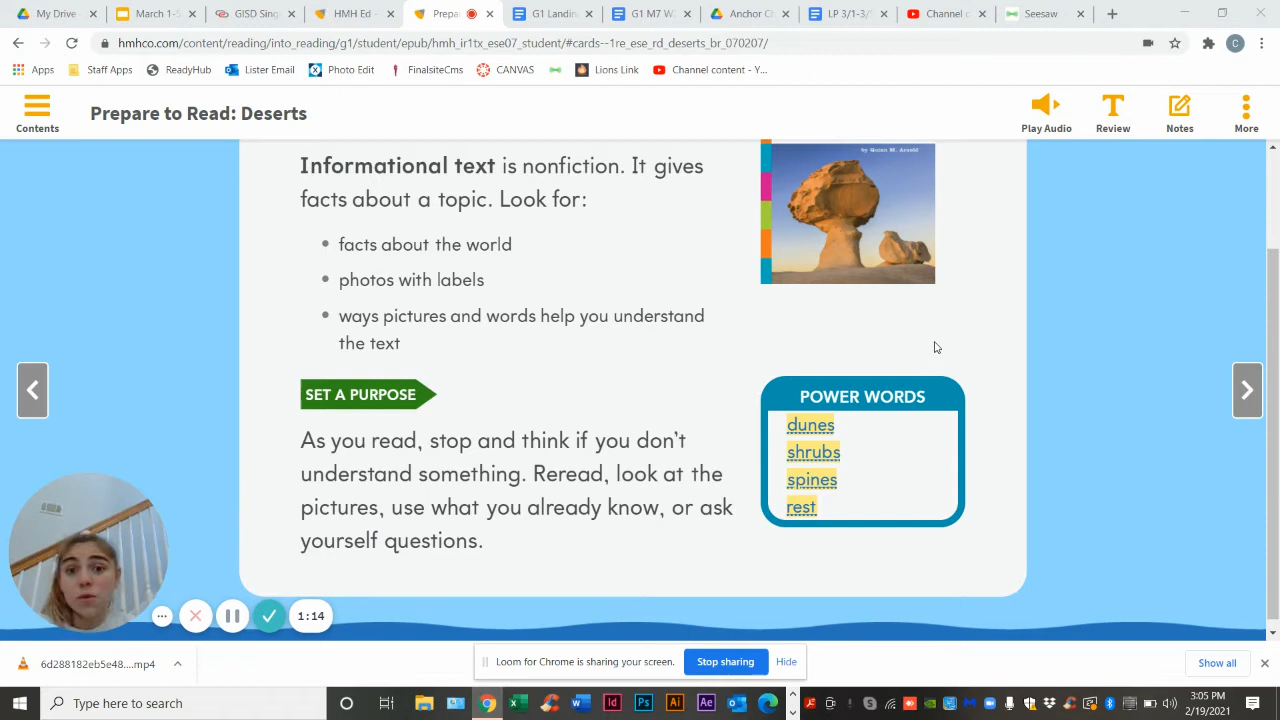 My Drive
March 1-5
GISD Sing
HMH E-
Prepar
G1 Landin
G1 M7 W
Anchor Ch
LP 3/1-3/
Channel c
Seesaw
hmhco.com/content/reading/into_reading/g1/student/epub/hmh_ir1tx_ese07_student/#cards--1re_ese_rd_deserts_br_070207/
C
Apps
Staff Apps
ReadyHub
Lister Email
Photo Edit
FinalsiteCms
CANVAS
Lions Link
Channel content - Y...
Contents
Prepare to Read: Deserts
Play Audio
Review
Notes
More
Informational text is nonfiction. It gives
facts about a topic. Look for:
by Quinn M. Arnold
• facts about the world
• photos with labels
• ways pictures and words help you understand
the text
SET A PURPOSE
As you read, stop and think if you don't
understand something. Reread, look at the
pictures, use what you already know, or ask
yourself questions.
POWER WORDS
dunes
shrubs
spines
rest
1:14
6d288182eb5e48....mp4
Loom for Chrome is sharing your screen.
Stop sharing
Hide
Show all
Type here to search
3:05 PM
2/19/2021